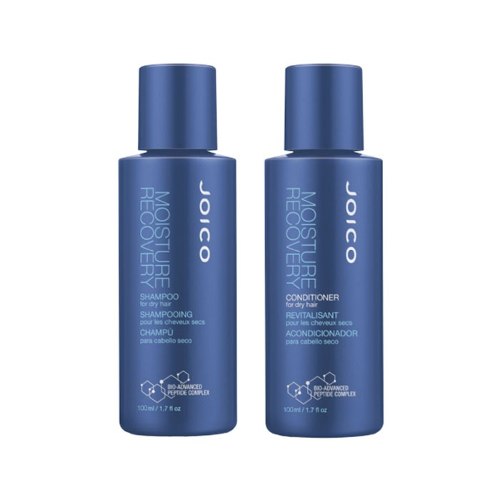 JOICO
MOISTURE
RECOVERY
SHAMPOO
for dry hair
SHAMPOOING
pour les cheveux secs
CHAMPÚ
para cabello seco
BIO-ADVANCED
PEPTIDE COMPLEX
100ml / 1.7 fl oz
JOICO
MOISTURE
RECOVERY
CONDITIONER
for dry hair
REVITALISANT
pour les cheveux secs
ACONDICIONADOR
para cabello seco
BIO-ADVANCED
PEPTIDE COMPLEX
100ml / 1.7 fl oz